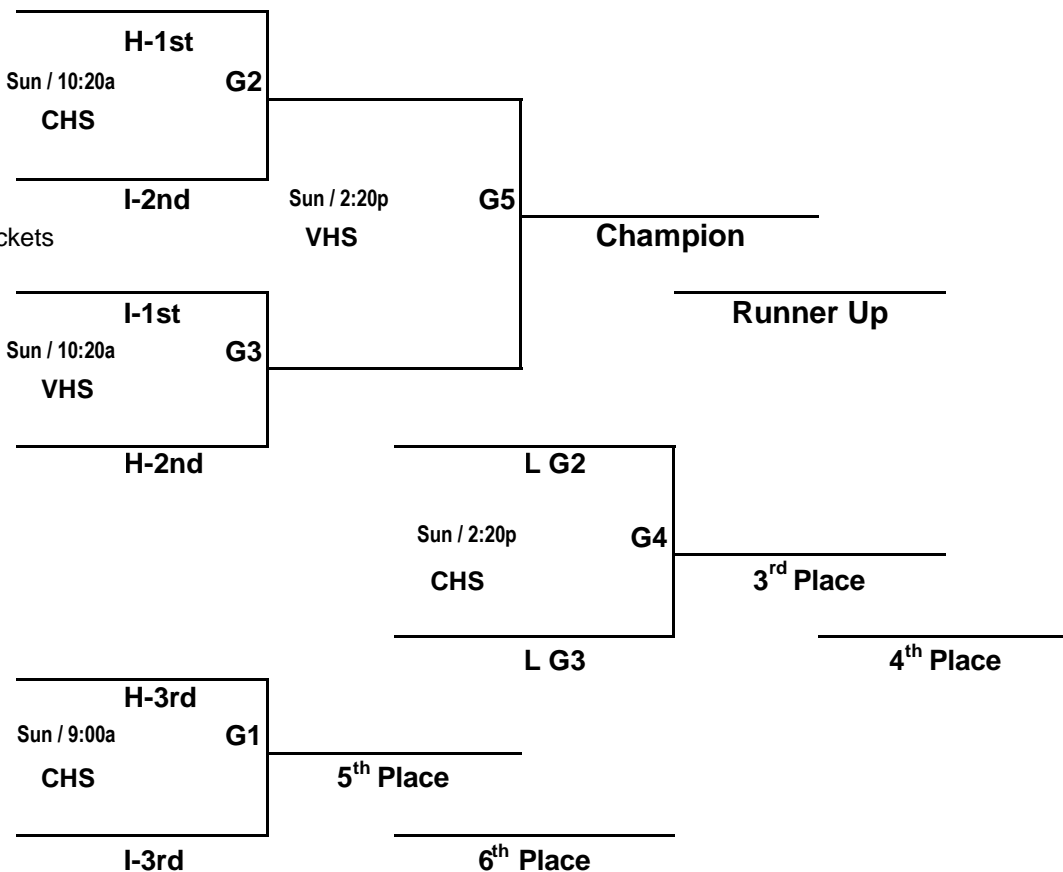 H-1st
Sun / 10:20a G2
CHS
I-2nd
Sun / 2:20p G5
VHS
Champion
I-1st
Runner Up
Sun / 10:20a G3
VHS
H-2nd
L G2
Sun / 2:20p G4
CHS
3rd Place
L G3
4th Place
H-3rd
Sun / 9:00a G1
CHS
5th Place
I-3rd
6th Place